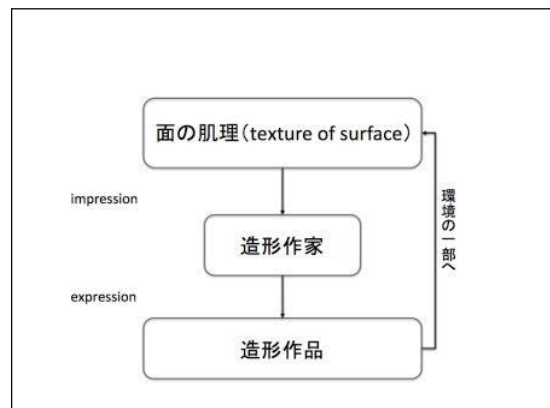 面の肌理(texture of surface)
impression
造形作家
環境の一部へ
expression
造形作品